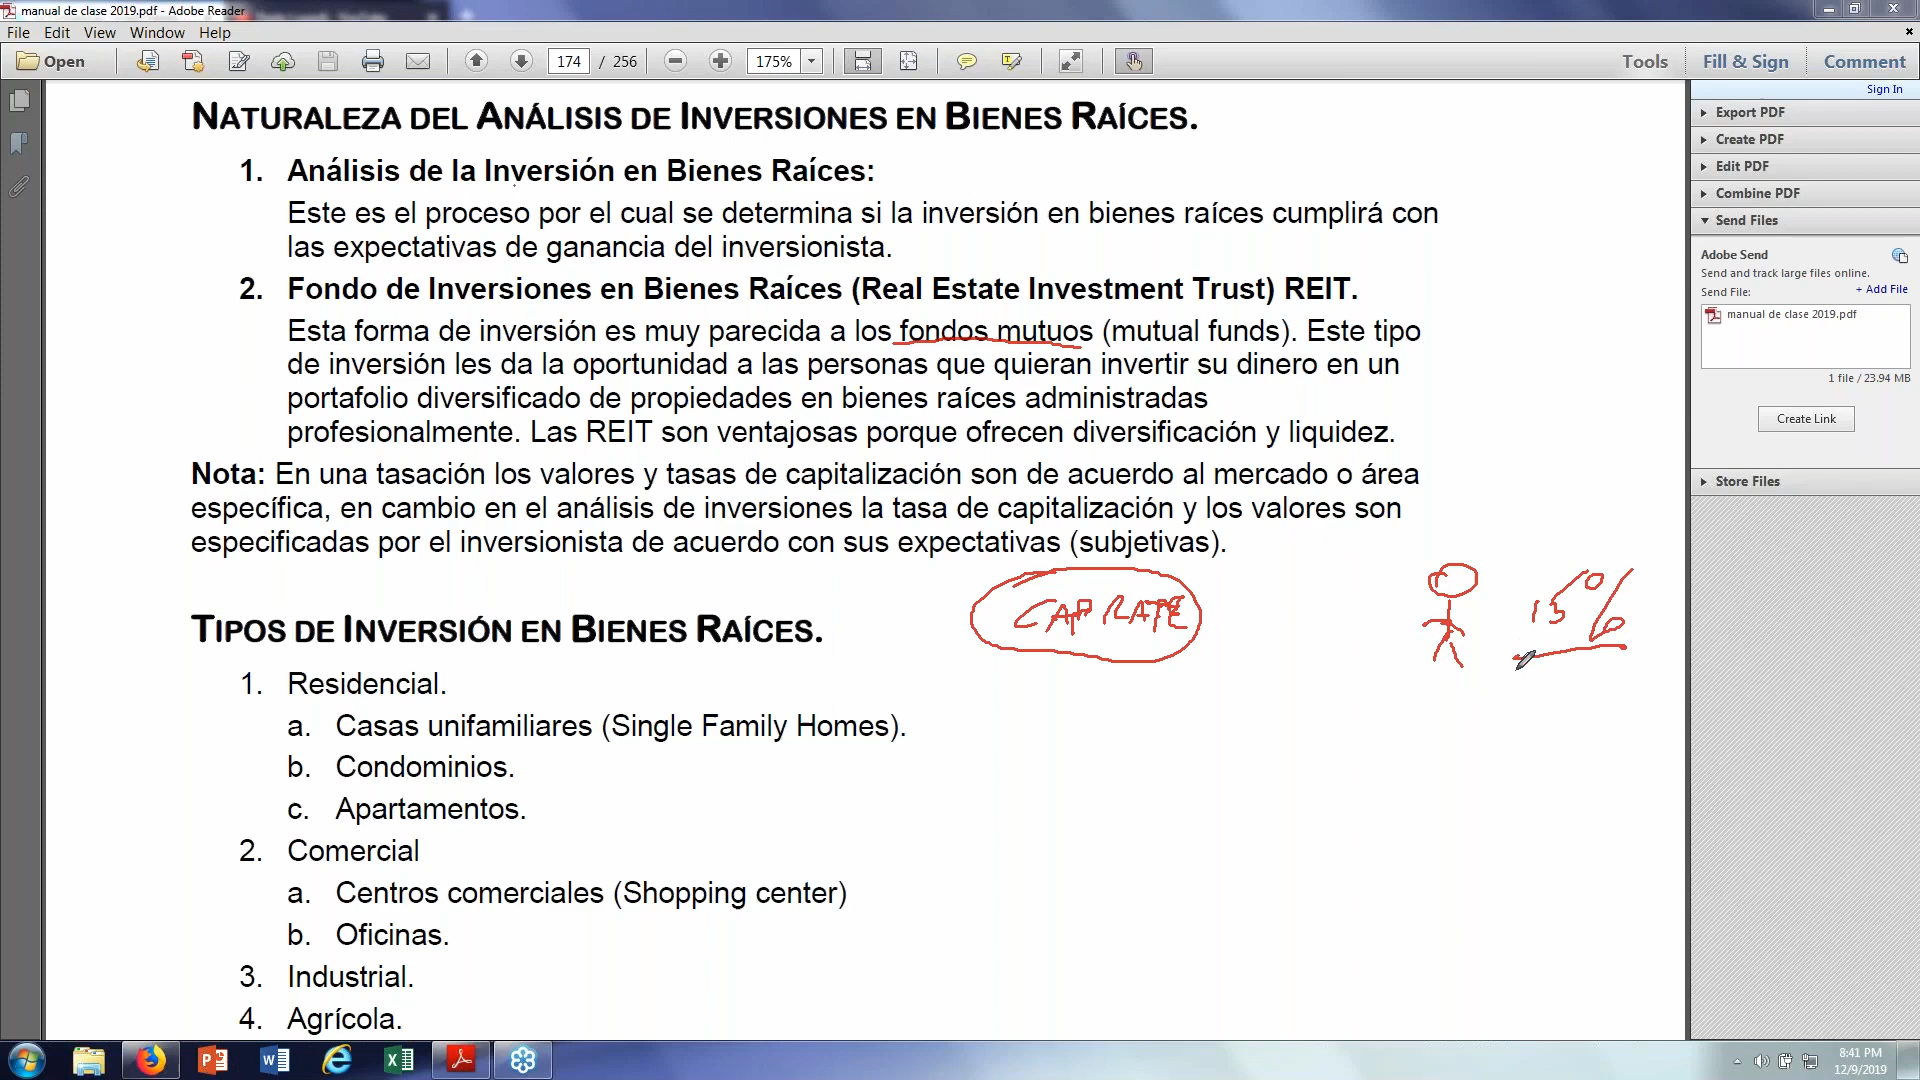 manual de clase 2019.pdf - Adobe Reader
File Edit View Window Help
Open 174 / 256 175% Tools Fill & Sign Comment
Sign In
NATURALEZA DEL ANÁLISIS DE INVERSIONES EN BIENES RAÍCES.
1. Análisis de la Inversión en Bienes Raíces:
Este es el proceso por el cual se determina si la inversión en bienes raíces cumplirá con
las expectativas de ganancia del inversionista.
2. Fondo de Inversiones en Bienes Raíces (Real Estate Investment Trust) REIT.
Esta forma de inversión es muy parecida a los fondos mutuos (mutual funds). Este tipo
de inversión les da la oportunidad a las personas que quieran invertir su dinero en un
portafolio diversificado de propiedades en bienes raíces administradas
profesionalmente. Las REIT son ventajosas porque ofrecen diversificación y liquidez.
Nota: En una tasación los valores y tasas de capitalización son de acuerdo al mercado o área
específica, en cambio en el análisis de inversiones la tasa de capitalización y los valores son
especificadas por el inversionista de acuerdo con sus expectativas (subjetivas).
CAP RATE
15%
TIPOS DE INVERSIÓN EN BIENES RAÍCES.
1. Residencial.
a. Casas unifamiliares (Single Family Homes).
b. Condominios.
c. Apartamentos.
2. Comercial
a. Centros comerciales (Shopping center)
b. Oficinas.
3. Industrial.
4. Agrícola.
Export PDF
Create PDF
Edit PDF
Combine PDF
Send Files
Adobe Send
Send and track large files online.
Send File: + Add File
manual de clase 2019.pdf
1 file / 23.94 MB
Create Link
Store Files
8:41 PM
12/9/2019